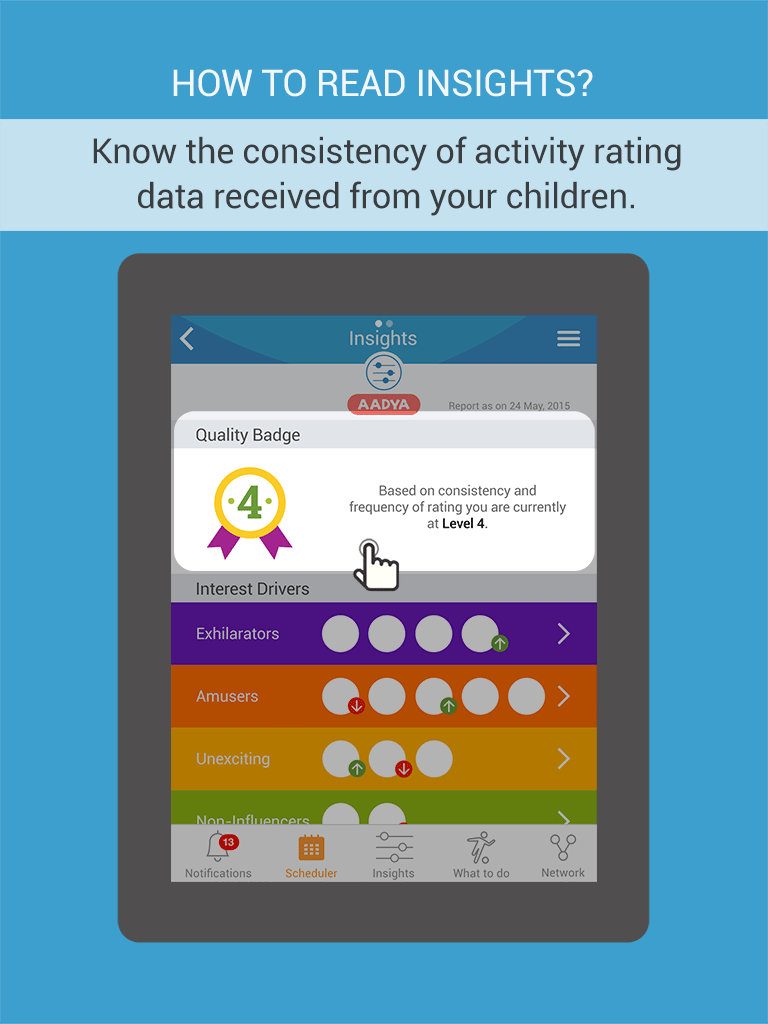 HOW TO READ INSIGHTS?
Know the consistency of activity rating
data received from your children.
Insights
AADYA
Report as on 24 May, 2015
Quality Badge
4
Based on consistency and
frequency of rating you are currently
at Level 4.
Interest Drivers
Exhilarators
Amusers
Unexciting
Non-Influencers
13
Notifications
Scheduler
Insights
What to do
Network